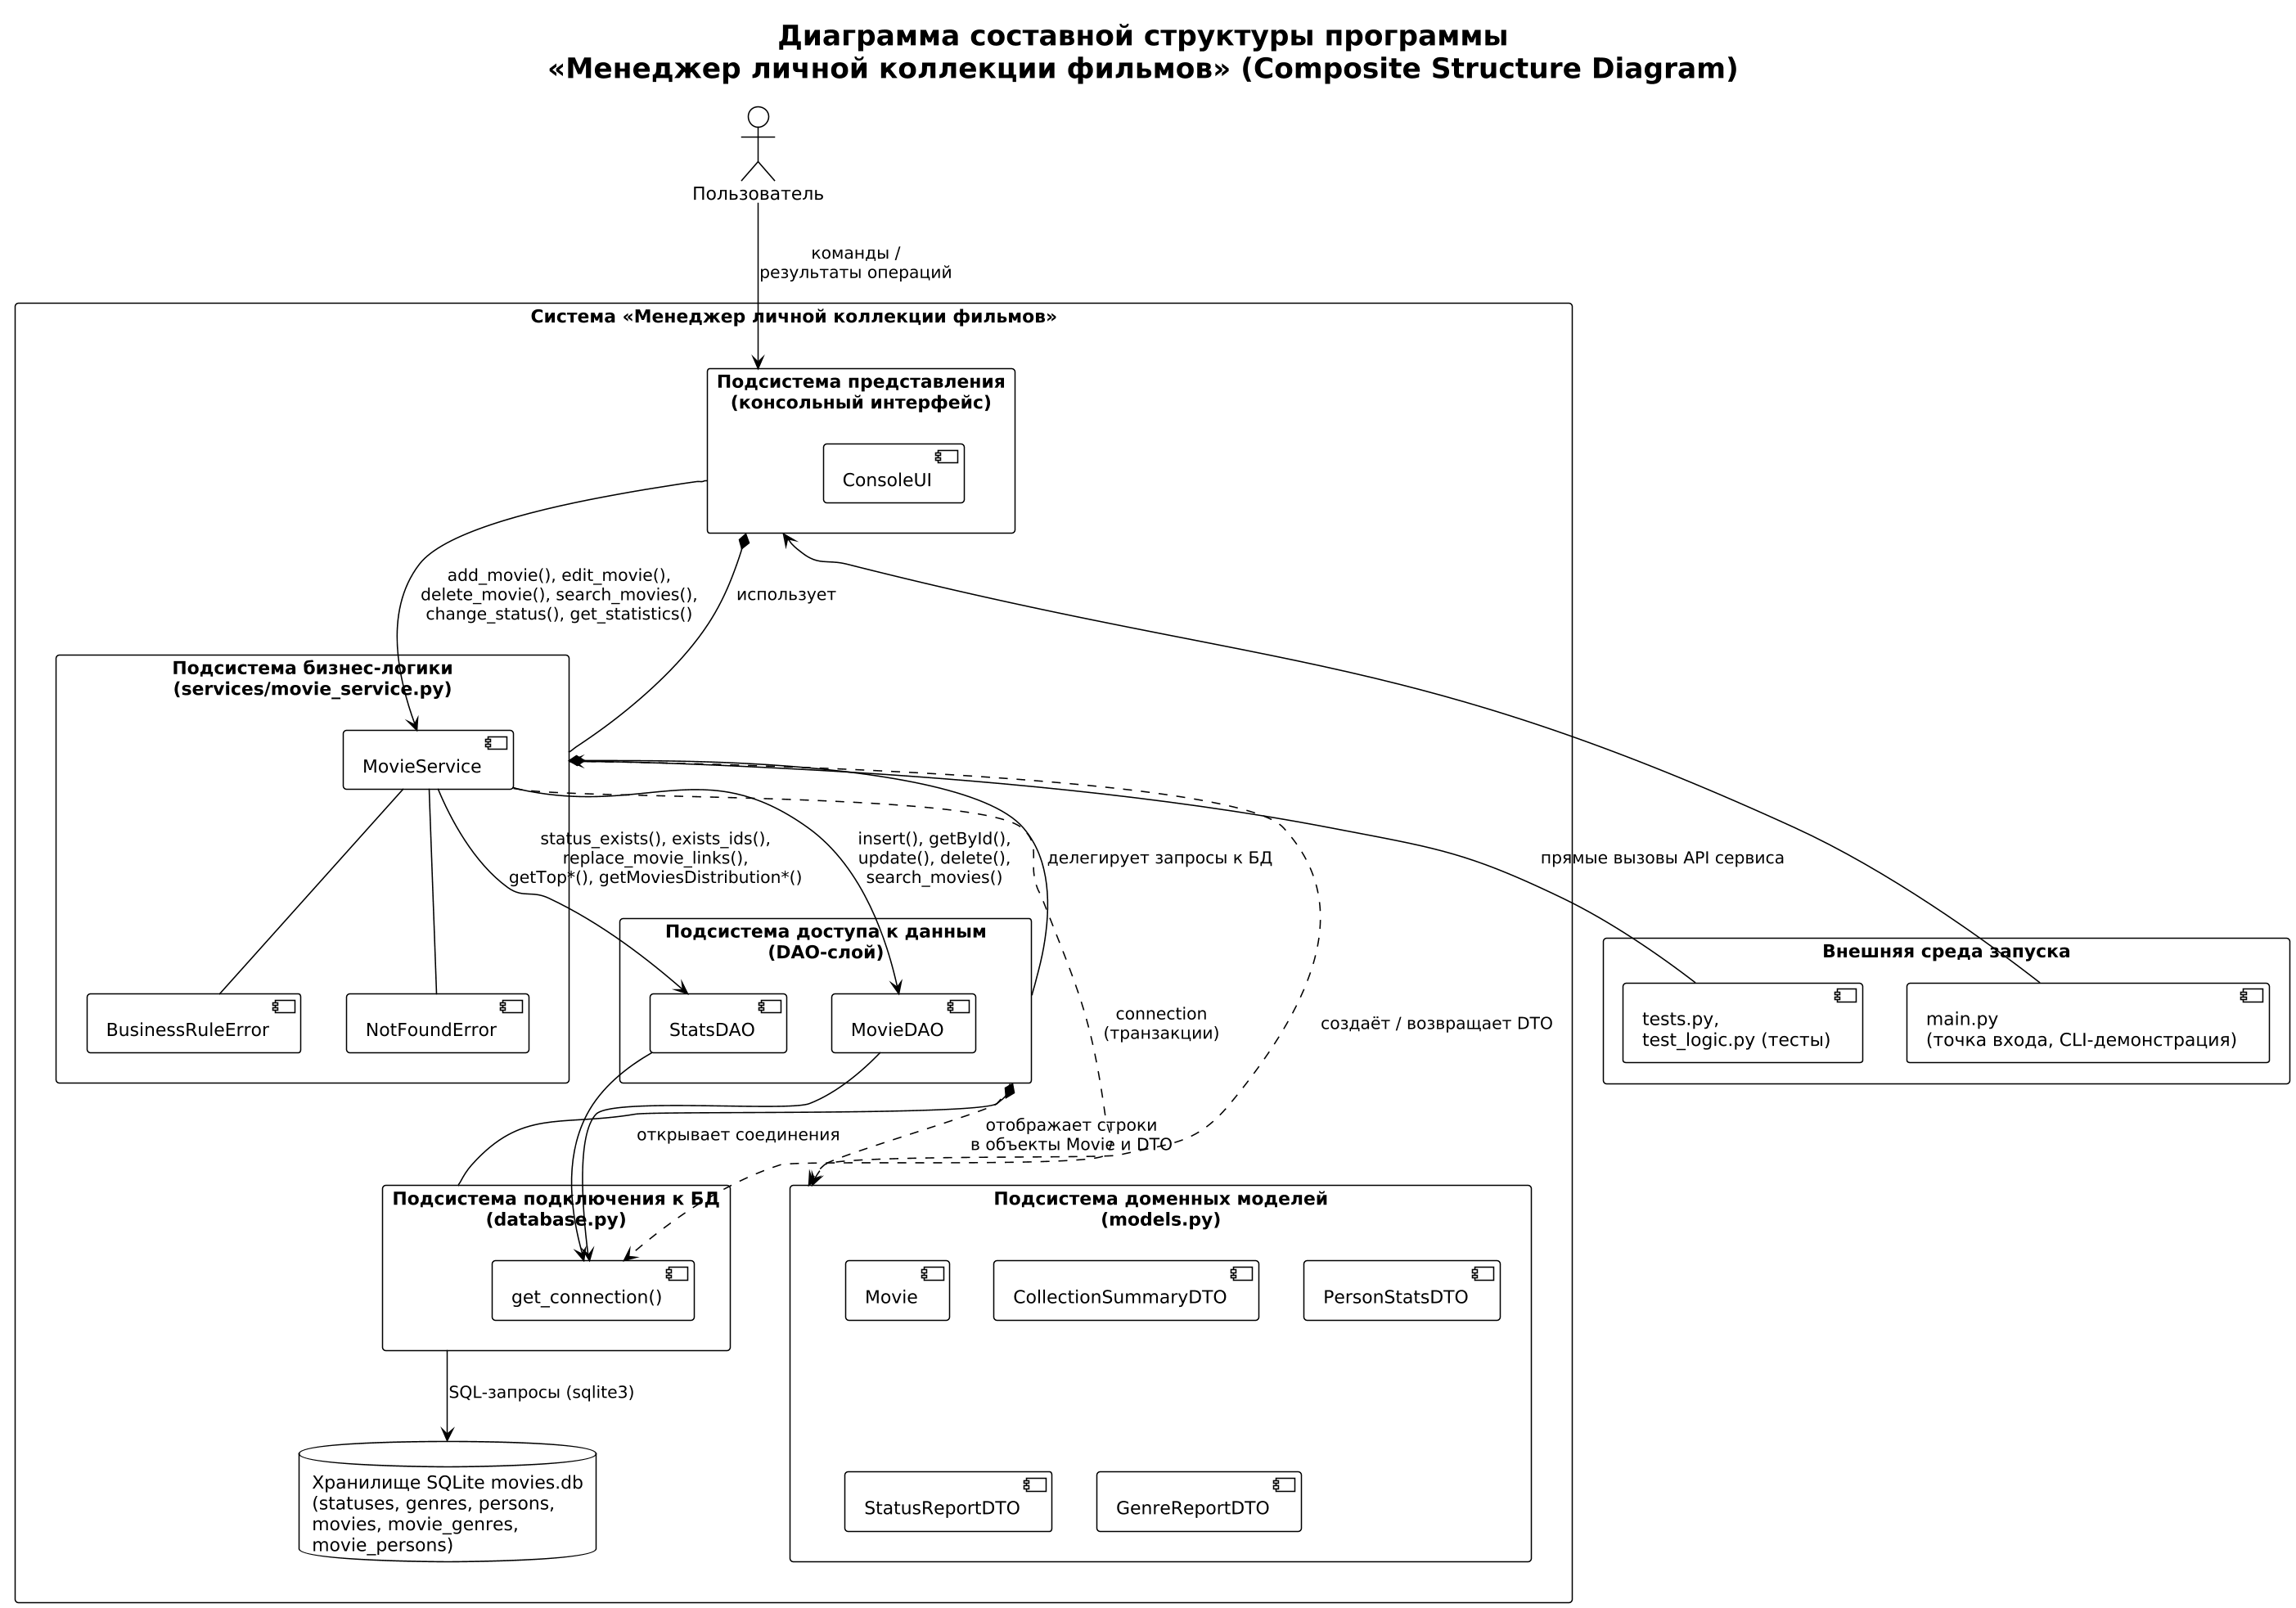 Диаграмма составной структуры программы
«Менеджер личной коллекции фильмов» (Composite Structure Diagram)
Пользователь
команды /
результаты операций
Система «Менеджер личной коллекции фильмов»
Подсистема представления
(консольный интерфейс)
ConsoleUI
add_movie(), edit_movie(),
delete_movie(), search_movies(),
change_status(), get_statistics()
использует
Подсистема бизнес-логики
(services/movie_service.py)
MovieService
status_exists(), exists_ids(),
replace_movie_links(),
getTop*(), getMoviesDistribution*()
insert(), getById(),
update(), delete(),
search_movies()
делегирует запросы к БД
прямые вызовы API сервиса
Подсистема доступа к данным
(DAO-слой)
Внешняя среда запуска
BusinessRuleError
NotFoundError
StatsDAO
MovieDAO
connection
(транзакции)
создаёт / возвращает DTO
tests.py,
test_logic.py (тесты)
main.py
(точка входа, CLI-демонстрация)
открывает соединения
отображает строки
в объекты Movie и DTO
Подсистема подключения к БД
(database.py)
get_connection()
Подсистема доменных моделей
(models.py)
Movie
CollectionSummaryDTO
PersonStatsDTO
SQL-запросы (sqlite3)
Хранилище SQLite movies.db
(statuses, genres, persons,
movies, movie_genres,
movie_persons)
StatusReportDTO
GenreReportDTO